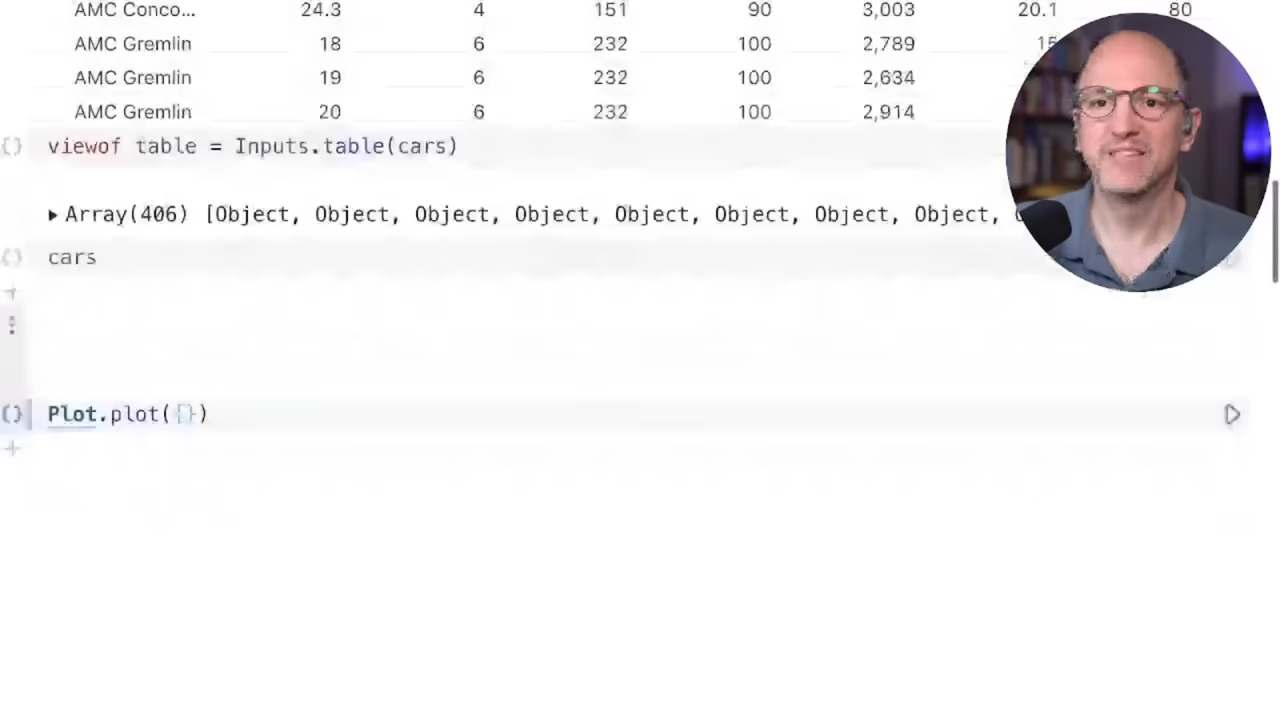 AMC Conco... 24.3 4 151 90 3,003 20.1 80
AMC Gremlin 18 6 232 100 2,789
AMC Gremlin 19 6 232 100 2,634
AMC Gremlin 20 6 232 100 2,914
viewof table = Inputs.table(cars)
Array(406) [Object, Object, Object, Object, Object, Object, Object, Object,
cars
Plot.plot({})